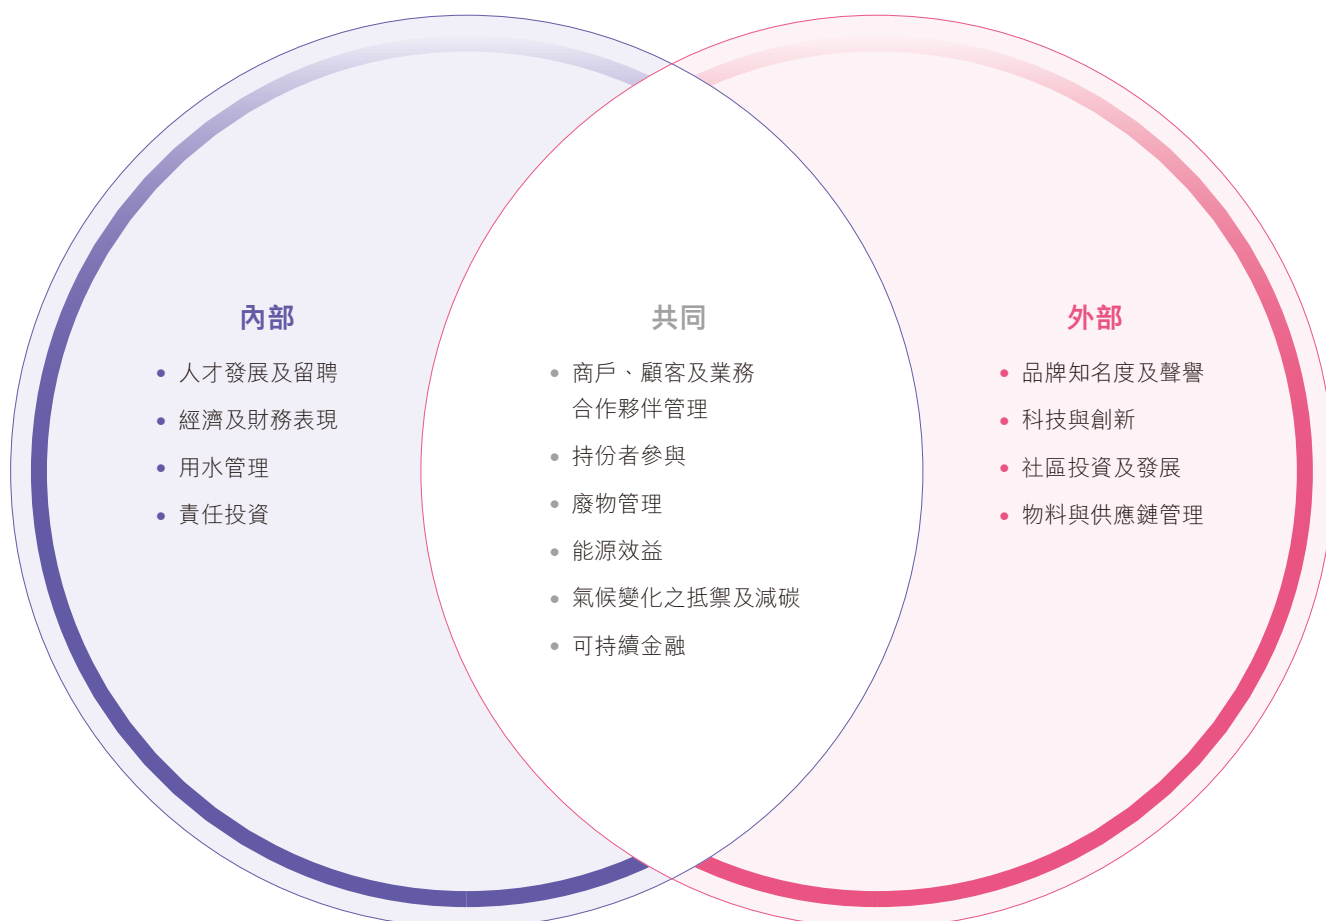 內部
• 人才發展及留聘
• 經濟及財務表現
• 用水管理
• 責任投資
共同
• 商戶、顧客及業務
合作夥伴管理
• 持份者參與
• 廢物管理
• 能源效益
• 氣候變化之抵禦及減碳
• 可持續金融
外部
• 品牌知名度及聲譽
• 科技與創新
• 社區投資及發展
• 物料與供應鏈管理